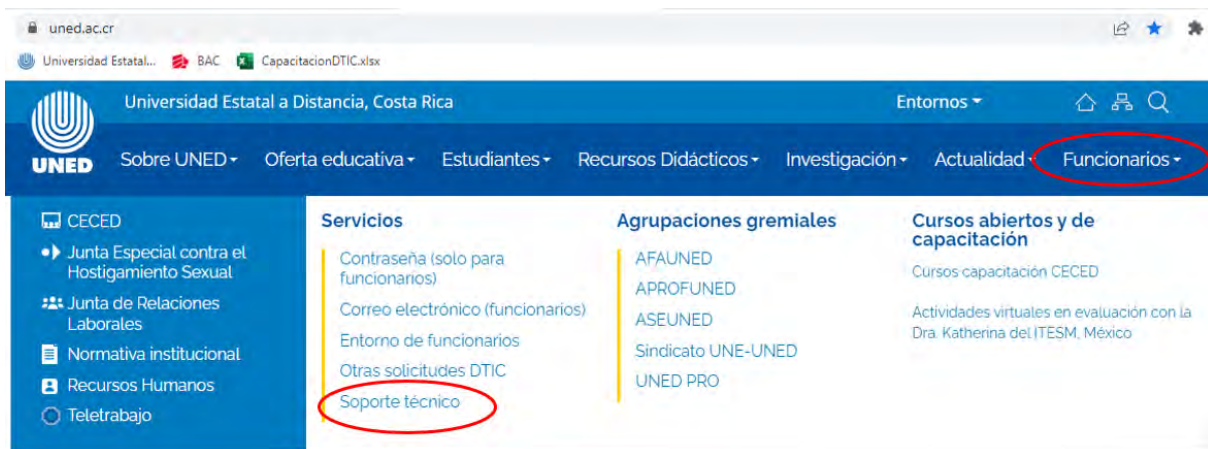 uned.ac.cr
Universidad Estatal... BAC CapacitacionDTIC.xlsx
Universidad Estatal a Distancia, Costa Rica
Entornos
UNED
Sobre UNED Oferta educativa Estudiantes Recursos Didácticos Investigación Actualidad Funcionarios
CECED
Junta Especial contra el
Hostigamiento Sexual
Junta de Relaciones
Laborales
Normativa institucional
Recursos Humanos
Teletrabajo
Servicios
Contraseña (solo para
funcionarios)
Correo electrónico (funcionarios)
Entorno de funcionarios
Otras solicitudes DTIC
Soporte técnico
Agrupaciones gremiales
AFAUNED
APROFUNED
ASEUNED
Sindicato UNE-UNED
UNED PRO
Cursos abiertos y de
capacitación
Cursos capacitación CECED
Actividades virtuales en evaluación con la
Dra. Katherina del ITESM, México